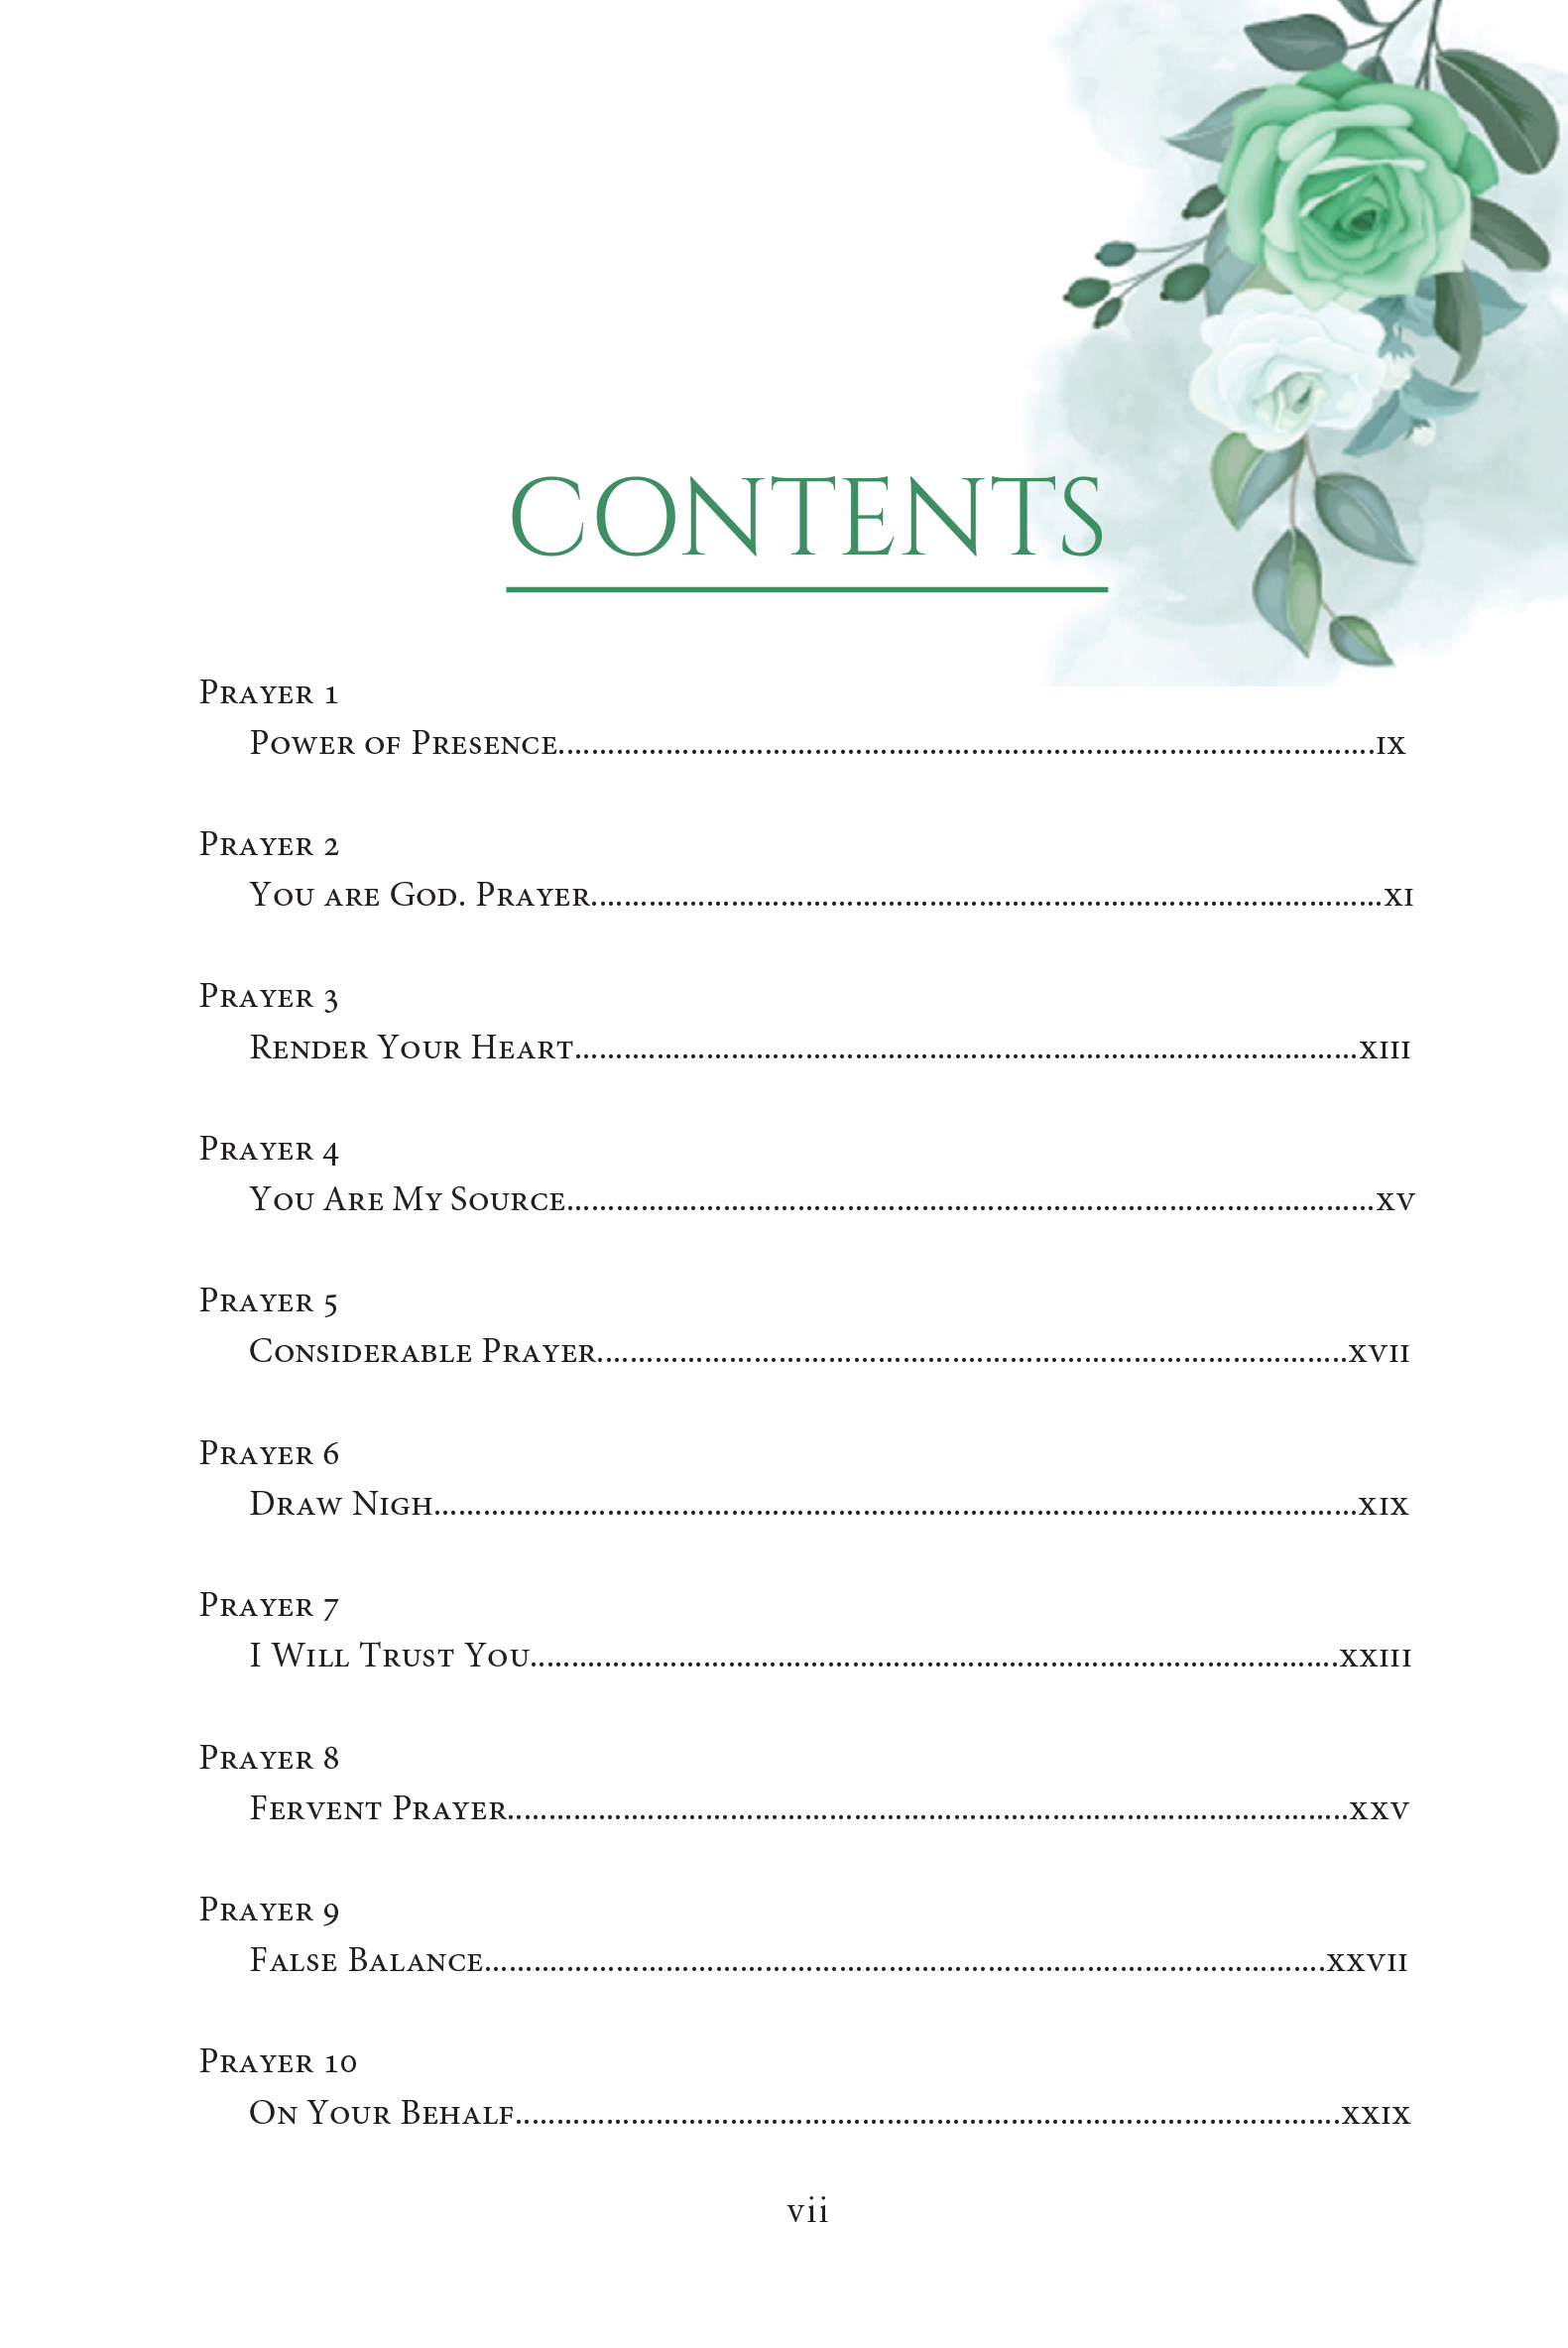 CONTENTS
Prayer 1
Power of Presence....................................................................................................ix
Prayer 2
You are God. Prayer.................................................................................................xi
Prayer 3
Render Your Heart................................................................................................xiii
Prayer 4
You Are My Source...................................................................................................xv
Prayer 5
Considerable Prayer............................................................................................xvii
Prayer 6
Draw Nigh.................................................................................................................xix
Prayer 7
I Will Trust You...................................................................................................xxiii
Prayer 8
Fervent Prayer.......................................................................................................xxv
Prayer 9
False Balance.......................................................................................................xxvii
Prayer 10
On Your Behalf.....................................................................................................xxix
vii